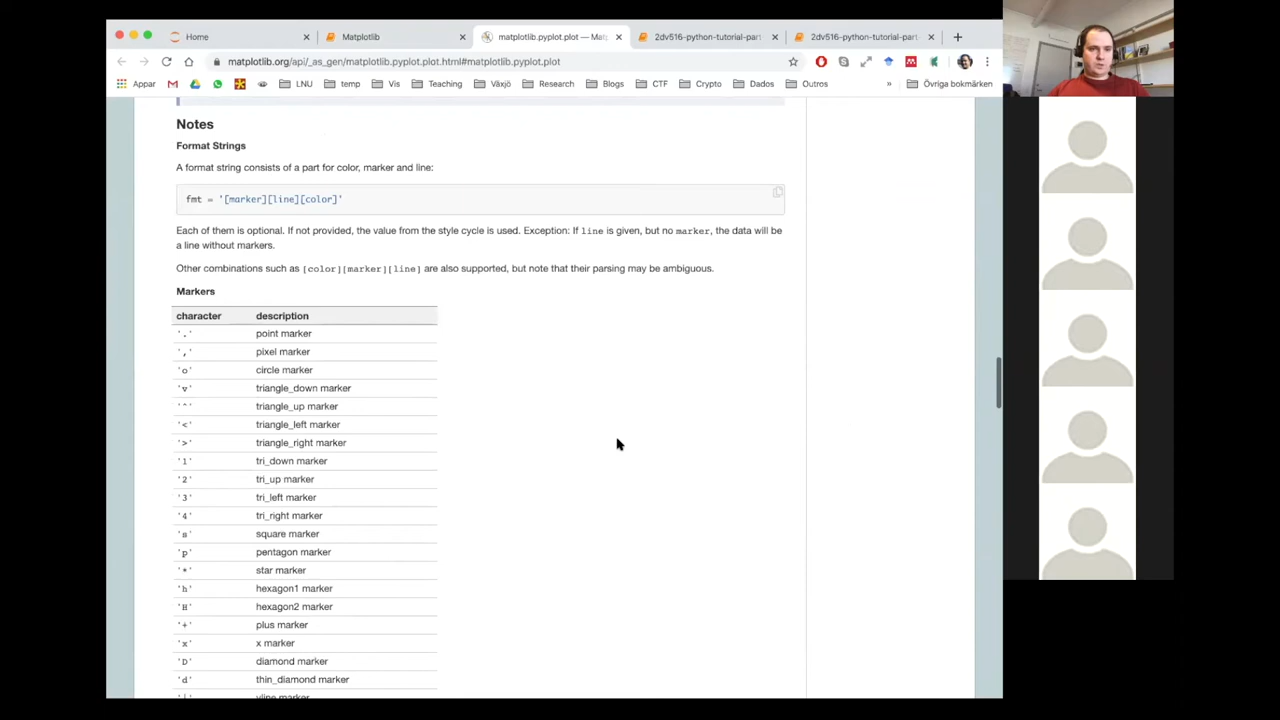 Home
Matplotlib
matplotlib.pyplot.plot — Mat
2dv516-python-tutorial-part
2dv516-python-tutorial-part
matplotlib.org/api/_as_gen/matplotlib.pyplot.plot.html#matplotlib.pyplot.plot
Appar LNU temp Vis Teaching Växjö Research Blogs CTF Crypto Dados Outros » Övriga bokmärken
Notes
Format Strings
A format string consists of a part for color, marker and line:
fmt = '[marker][line][color]'
Each of them is optional. If not provided, the value from the style cycle is used. Exception: If line is given, but no marker, the data will be
a line without markers.
Other combinations such as [color][marker][line] are also supported, but note that their parsing may be ambiguous.
Markers
character description
'.' point marker
',' pixel marker
'o' circle marker
'v' triangle_down marker
'^' triangle_up marker
'<' triangle_left marker
'>' triangle_right marker
'1' tri_down marker
'2' tri_up marker
'3' tri_left marker
'4' tri_right marker
's' square marker
'p' pentagon marker
'*' star marker
'h' hexagon1 marker
'H' hexagon2 marker
'+' plus marker
'x' x marker
'D' diamond marker
'd' thin_diamond marker
'|' vline marker